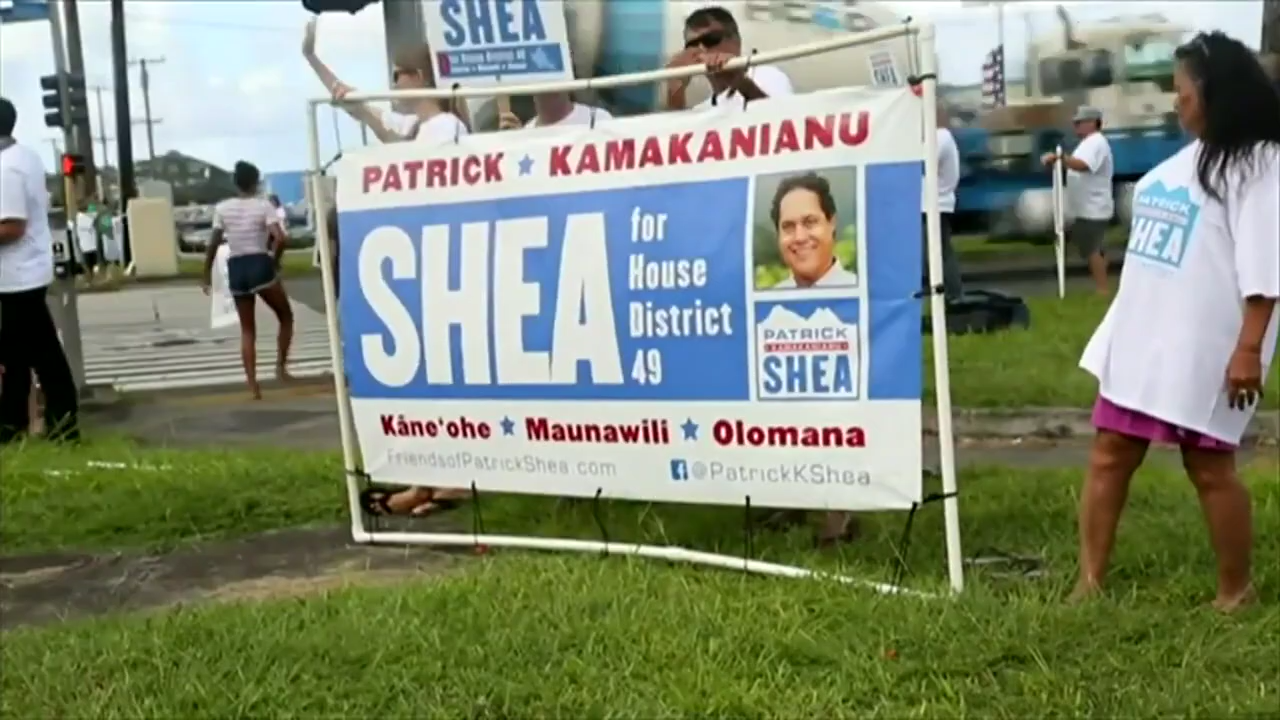 SHEA
PATRICK ★ KAMAKANIANU
SHEA
for
House
District
49
PATRICK
KAMAKANIANU
SHEA
Kāne'ohe ★ Maunawili ★ Olomana
FriendsofPatrickShea.com
@PatrickKShea
PATRICK
SHEA